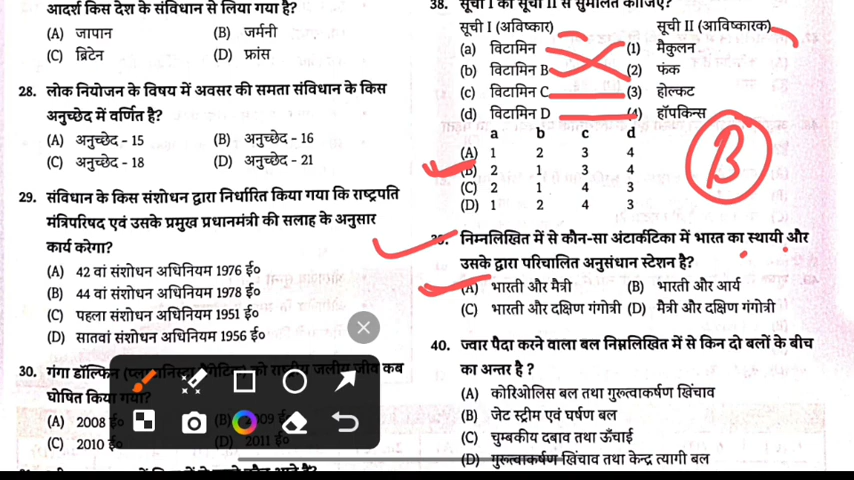 आदर्श किस देश के संविधान से लिया गया है?
(A) जापान (B) जर्मनी
(C) ब्रिटेन (D) फ्रांस
28. लोक नियोजन के विषय में अवसर की समता संविधान के किस
अनुच्छेद में वर्णित है?
(A) अनुच्छेद - 15 (B) अनुच्छेद - 16
(C) अनुच्छेद - 18 (D) अनुच्छेद - 21
29. संविधान के किस संशोधन द्वारा निर्धारित किया गया कि राष्ट्रपति
मंत्रिपरिषद एवं उसके प्रमुख प्रधानमंत्री की सलाह के अनुसार
कार्य करेगा?
(A) 42 वां संशोधन अधिनियम 1976 ई०
(B) 44 वां संशोधन अधिनियम 1978 ई०
(C) पहला संशोधन अधिनियम 1951 ई०
(D) सातवां संशोधन अधिनियम 1956 ई०
30. गंगा डॉल्फिन को राष्ट्रीय जलीय जीव कब
घोषित किया गया?
(A) 2008 ई० (B) 2009 ई०
(C) 2010 ई० (D) 2011 ई०
38. सूची I को सूची II से सुमेलित कीजिए?
सूची I (अविष्कार) सूची II (आविष्कारक)
(a) विटामिन (1) मैकुलन
(b) विटामिन B (2) फंक
(c) विटामिन C (3) होल्कट
(d) विटामिन D (4) हॉपकिन्स
a b c d
(A) 1 2 3 4
(B) 2 1 3 4
(C) 2 1 4 3
(D) 1 2 4 3
B
39. निम्नलिखित में से कौन-सा अंटार्कटिका में भारत का स्थायी और
उसके द्वारा परिचालित अनुसंधान स्टेशन है?
(A) भारती और मैत्री (B) भारती और आर्य
(C) भारती और दक्षिण गंगोत्री (D) मैत्री और दक्षिण गंगोत्री
40. ज्वार पैदा करने वाला बल निम्नलिखित में से किन दो बलों के बीच
का अन्तर है ?
(A) कोरिओलिस बल तथा गुरूत्वाकर्षण खिंचाव
(B) जेट स्ट्रीम एवं घर्षण बल
(C) चुम्बकीय दबाव तथा ऊँचाई
(D) गुरूत्वाकर्षण खिंचाव तथा केन्द्र त्यागी बल